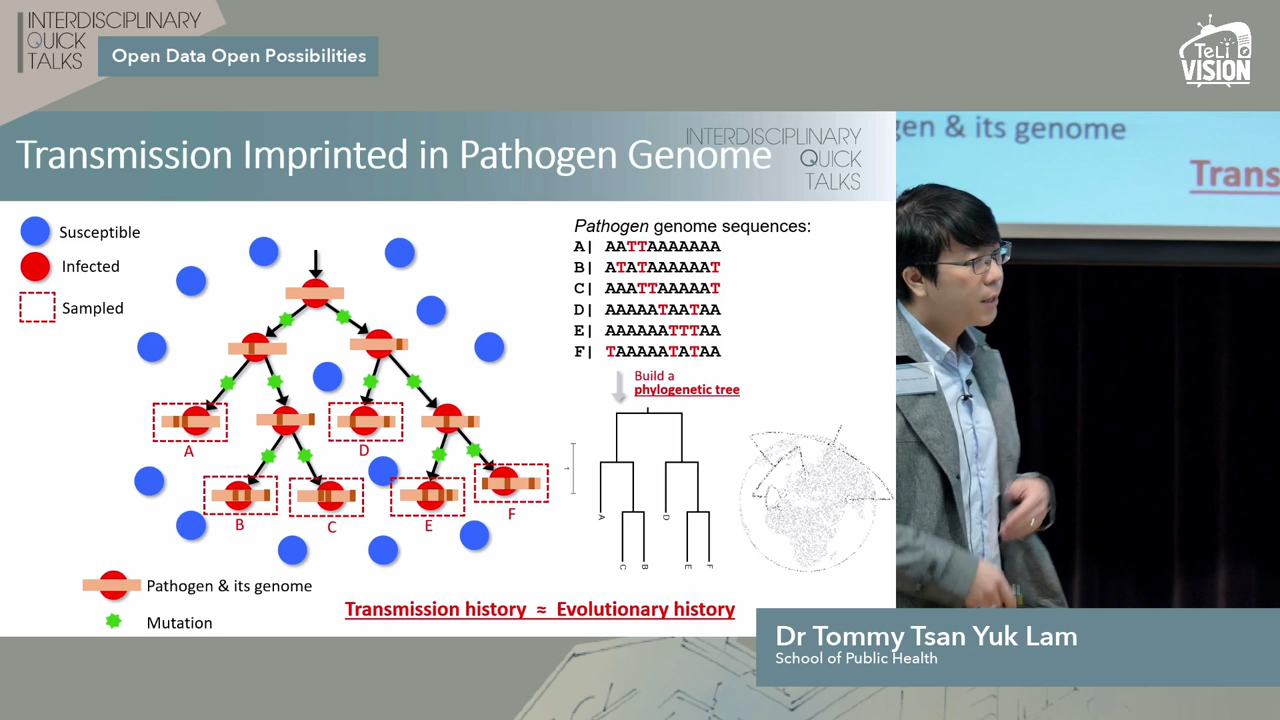 INTERDISCIPLINARY
QUICK
TALKS
Open Data Open Possibilities
TeLi
VISION
Transmission Imprinted in Pathogen Genome
INTERDISCIPLINARY
QUICK
TALKS
Susceptible
Infected
Sampled
A
B
C
D
E
F
Pathogen & its genome
Mutation
Pathogen genome sequences:
A| AATTAAAAAAA
B| ATATAAAAAAT
C| AAATTAAAAAT
D| AAAAATAATAA
E| AAAAAATTTAA
F| TAAAAATATAA
Build a
phylogenetic tree
A
C
B
D
E
F
1
Transmission history ≈ Evolutionary history
gen & its genome
Trans
Dr Tommy Tsan Yuk Lam
School of Public Health